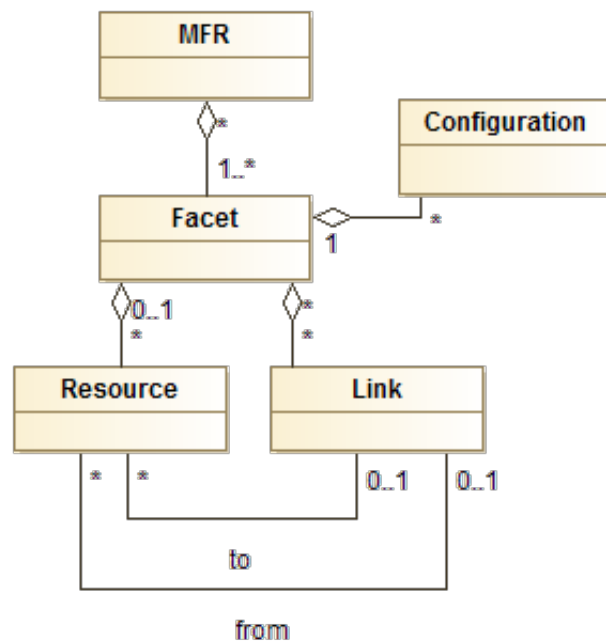 MFR
*
Configuration
1..*
Facet
1
*
0..1
*
*
*
Resource
Link
*
*
0..1
0..1
to
from